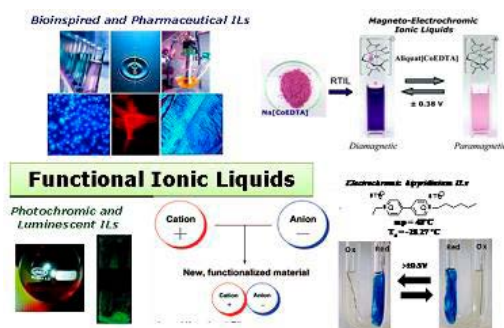 Bioinspired and Pharmaceutical ILs
Magneto-Electrochromic
Ionic Liquids
Aliquat[CoEDTA]
RTIL
± 0.38 V
Na[CoEDTA]
Diamagnetic
Paramagnetic
Functional Ionic Liquids
Photochromic and
Luminescent ILs
Cation
+
Anion
–
New, functionalized material
Cation
+
Anion
–
Electrochromic bipyridinium ILs
Ox
Red
Red
Ox